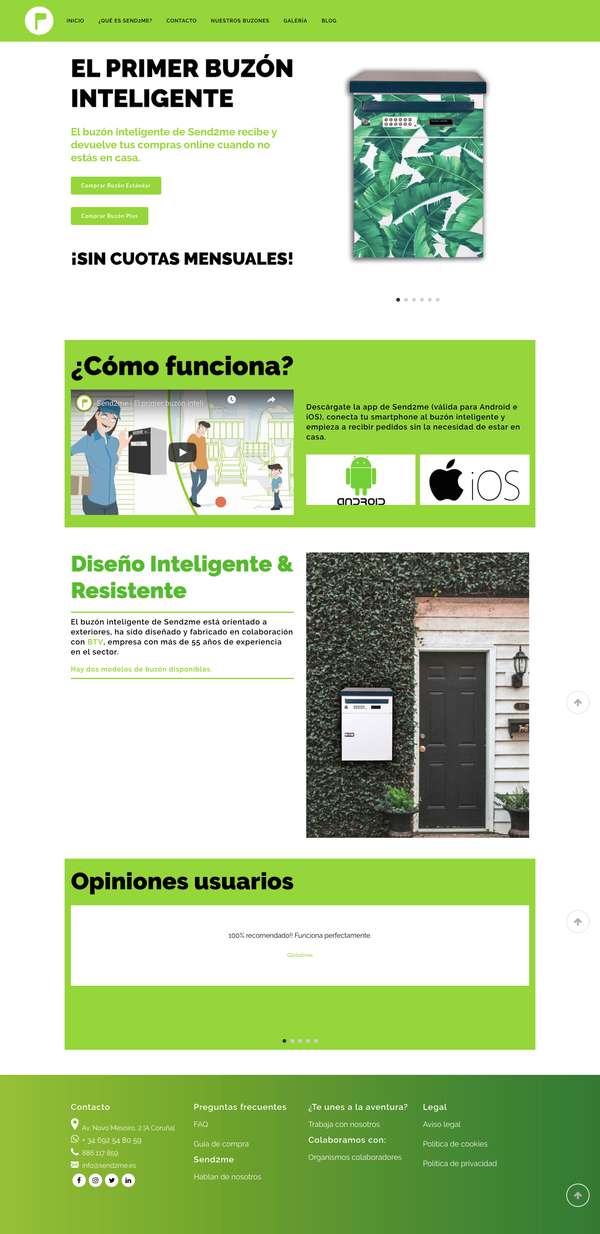 INICIO
¿QUÉ ES SEND2ME?
CONTACTO
NUESTROS BUZONES
GALERÍA
BLOG
EL PRIMER BUZÓN
INTELIGENTE
El buzón inteligente de Send2me recibe y
devuelve tus compras online cuando no
estás en casa.
Comprar Buzón Estándar
Comprar Buzón Plus
¡SIN CUOTAS MENSUALES!
¿Cómo funciona?
Send2me - El primer buzón inteli
Descárgate la app de Send2me (válida para Android e
iOS), conecta tu smartphone al buzón inteligente y
empieza a recibir pedidos sin la necesidad de estar en
casa.
ANDROID
iOS
Diseño Inteligente &
Resistente
El buzón inteligente de Send2me está orientado a
exteriores, ha sido diseñado y fabricado en colaboración
con BTV, empresa con más de 55 años de experiencia
en el sector.
Hay dos modelos de buzón disponibles.
Opiniones usuarios
100% recomendado!! Funciona perfectamente.
Contacto
Av. Novo Mesoiro, 2 (A Coruña)
+ 34 692 54 80 59
886 117 859
info@send2me.es
Preguntas frecuentes
FAQ
Guía de compra
Send2me
Hablan de nosotros
¿Te unes a la aventura?
Trabaja con nosotros
Colaboramos con:
Organismos colaboradores
Legal
Aviso legal
Política de cookies
Política de privacidad